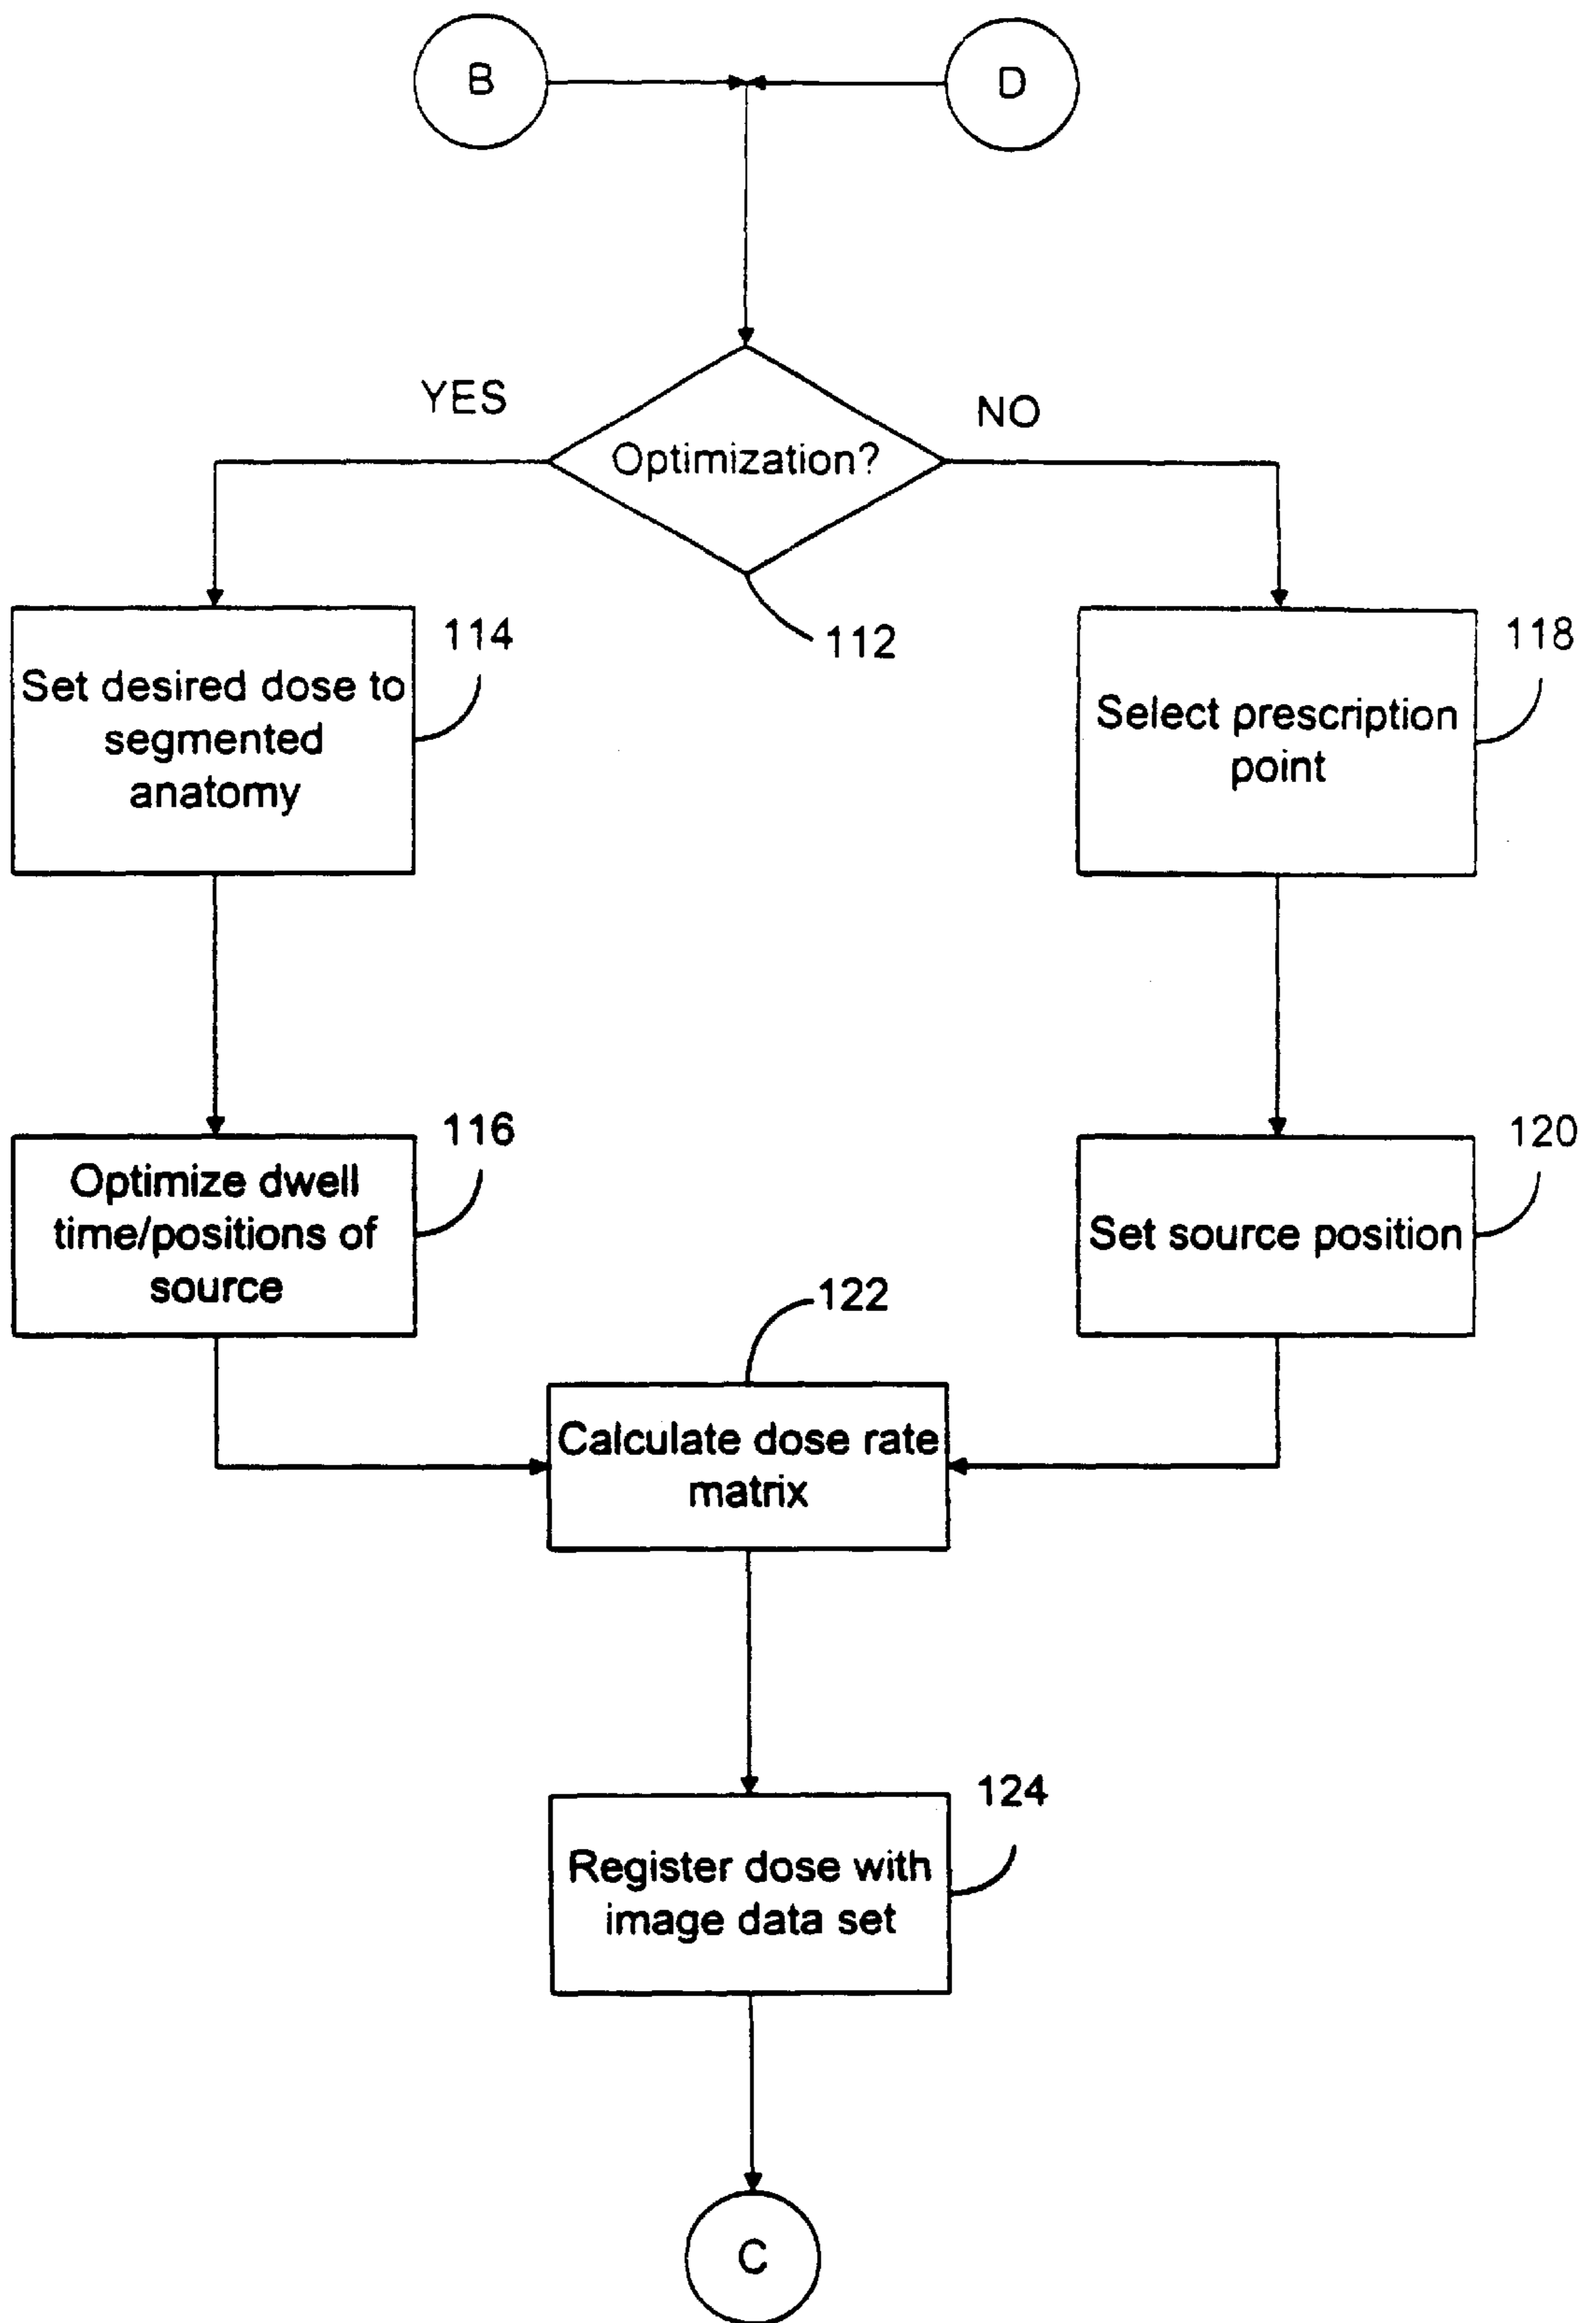 B
D
YES
NO
Optimization?
112
114
Set desired dose to
segmented
anatomy
118
Select prescription
point
116
Optimize dwell
time/positions of
source
120
Set source position
122
Calculate dose rate
matrix
124
Register dose with
image data set
C